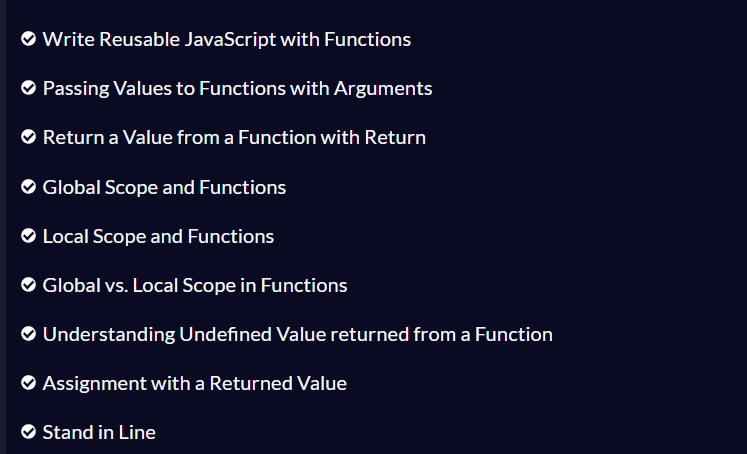 Write Reusable JavaScript with Functions
Passing Values to Functions with Arguments
Return a Value from a Function with Return
Global Scope and Functions
Local Scope and Functions
Global vs. Local Scope in Functions
Understanding Undefined Value returned from a Function
Assignment with a Returned Value
Stand in Line